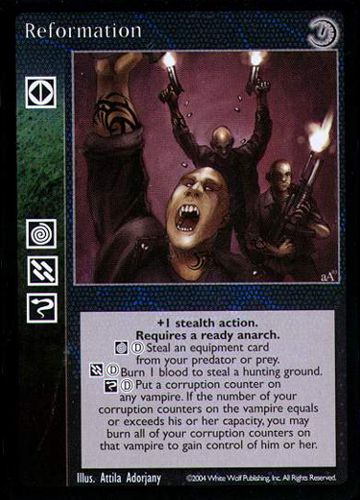 Reformation
aA
+1 stealth action.
Requires a ready anarch.
D Steal an equipment card
from your predator or prey.
D Burn 1 blood to steal a hunting ground.
D Put a corruption counter on
any vampire. If the number of your
corruption counters on the vampire equals
or exceeds his or her capacity, you may
burn all of your corruption counters on
that vampire to gain control of him or her.
Illus. Attila Adorjany
©2004 White Wolf Publishing, Inc. All Rights Reserved.